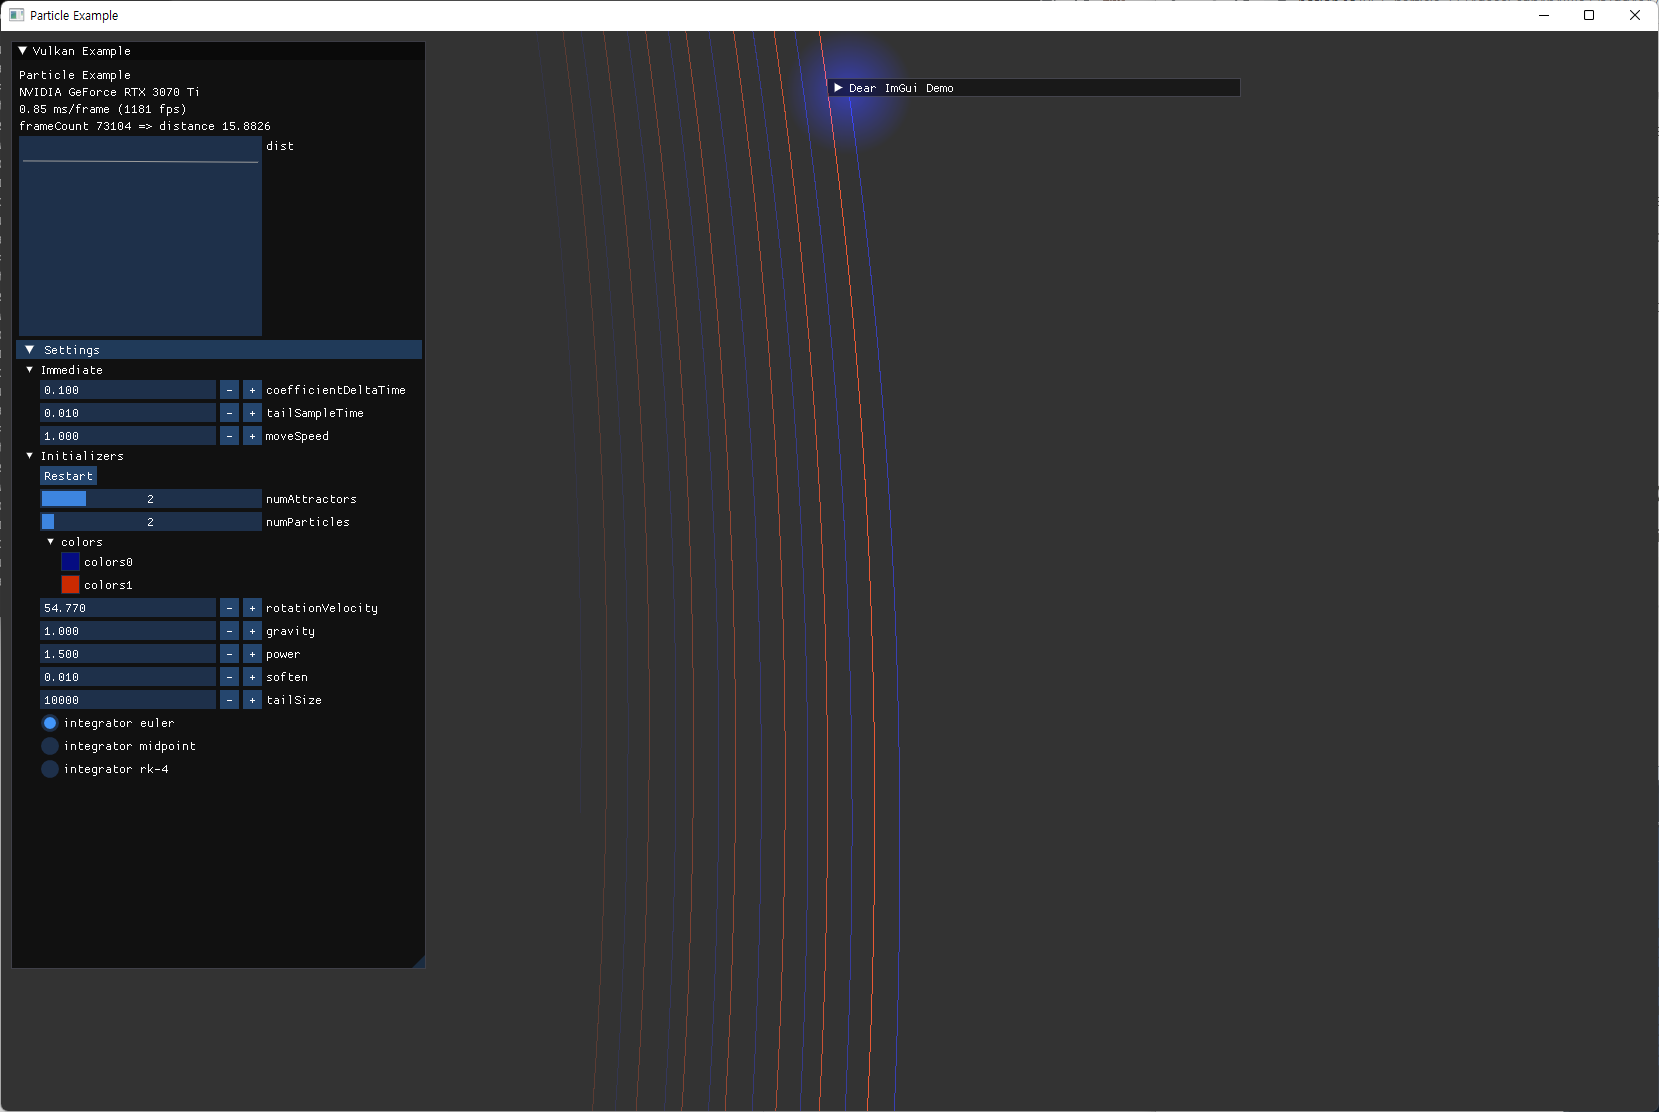 Particle Example
Vulkan Example
Particle Example
NVIDIA GeForce RTX 3070 Ti
0.85 ms/frame (1181 fps)
frameCount 73104 => distance 15.8826
dist
Dear ImGui Demo
Settings
Immediate
0.100 - + coefficientDeltaTime
0.010 - + tailSampleTime
1.000 - + moveSpeed
Initializers
Restart
2 numAttractors
2 numParticles
colors
colors0
colors1
54.770 - + rotationVelocity
1.000 - + gravity
1.500 - + power
0.010 - + soften
10000 - + tailSize
integrator euler
integrator midpoint
integrator rk-4